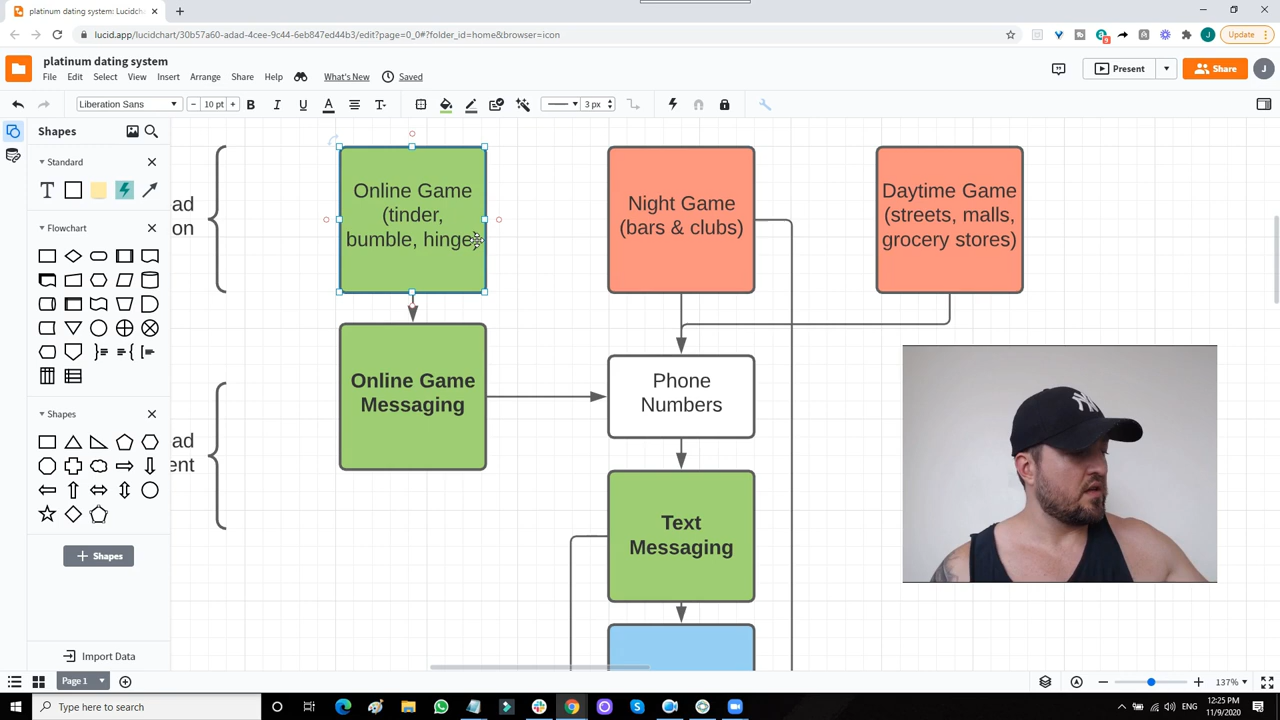 platinum dating system: Lucidcha
lucid.app/lucidchart/30b57a60-adad-4cee-9c44-6eb847ed44b3/edit?page=0_0#?folder_id=home&browser=icon
9
J
Update
platinum dating system
File Edit Select View Insert Arrange Share Help What's New Saved
Present
Share
J
Liberation Sans
10 pt
B I U A T
3 px
Shapes
Standard
T
Flowchart
Shapes
Shapes
Import Data
ad
on
ad
ent
Online Game
(tinder,
bumble, hinge
Night Game
(bars & clubs)
Daytime Game
(streets, malls,
grocery stores)
Online Game
Messaging
Phone
Numbers
Text
Messaging
Page 1
137%
Type here to search
12:25 PM
11/9/2020